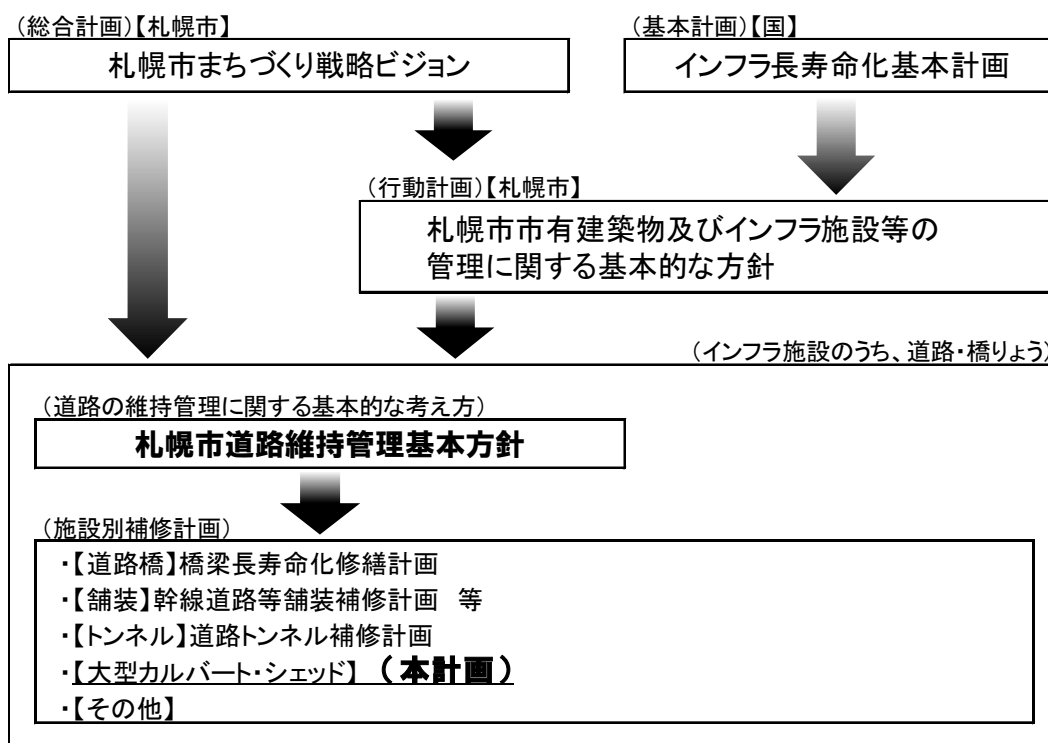 (総合計画)【札幌市】
札幌市まちづくり戦略ビジョン
(基本計画)【国】
インフラ長寿命化基本計画
(行動計画)【札幌市】
札幌市市有建築物及びインフラ施設等の
管理に関する基本的な方針
(インフラ施設のうち、道路・橋りょう)
(道路の維持管理に関する基本的な考え方)
札幌市道路維持管理基本方針
(施設別補修計画)
・【道路橋】橋梁長寿命化修繕計画
・【舗装】幹線道路等舗装補修計画　等
・【トンネル】道路トンネル補修計画
・【大型カルバート・シェッド】（本計画）
・【その他】